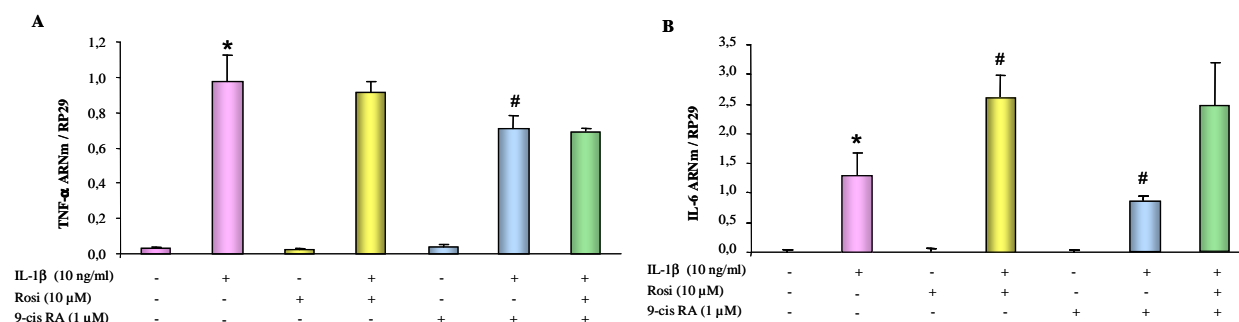 A
TNF-α ARNm / RP29
1,2
1,0
0,8
0,6
0,4
0,2
0,0
*
#
IL-1β (10 ng/ml) - + - + - + +
Rosi (10 µM) - - + + - - +
9-cis RA (1 µM) - - - - + + +
B
IL-6 ARNm / RP29
3,5
3,0
2,5
2,0
1,5
1,0
0,5
0,0
*
#
#
IL-1β (10 ng/ml) - + - + - + +
Rosi (10 µM) - - + + - - +
9-cis RA (1 µM) - - - - + + +